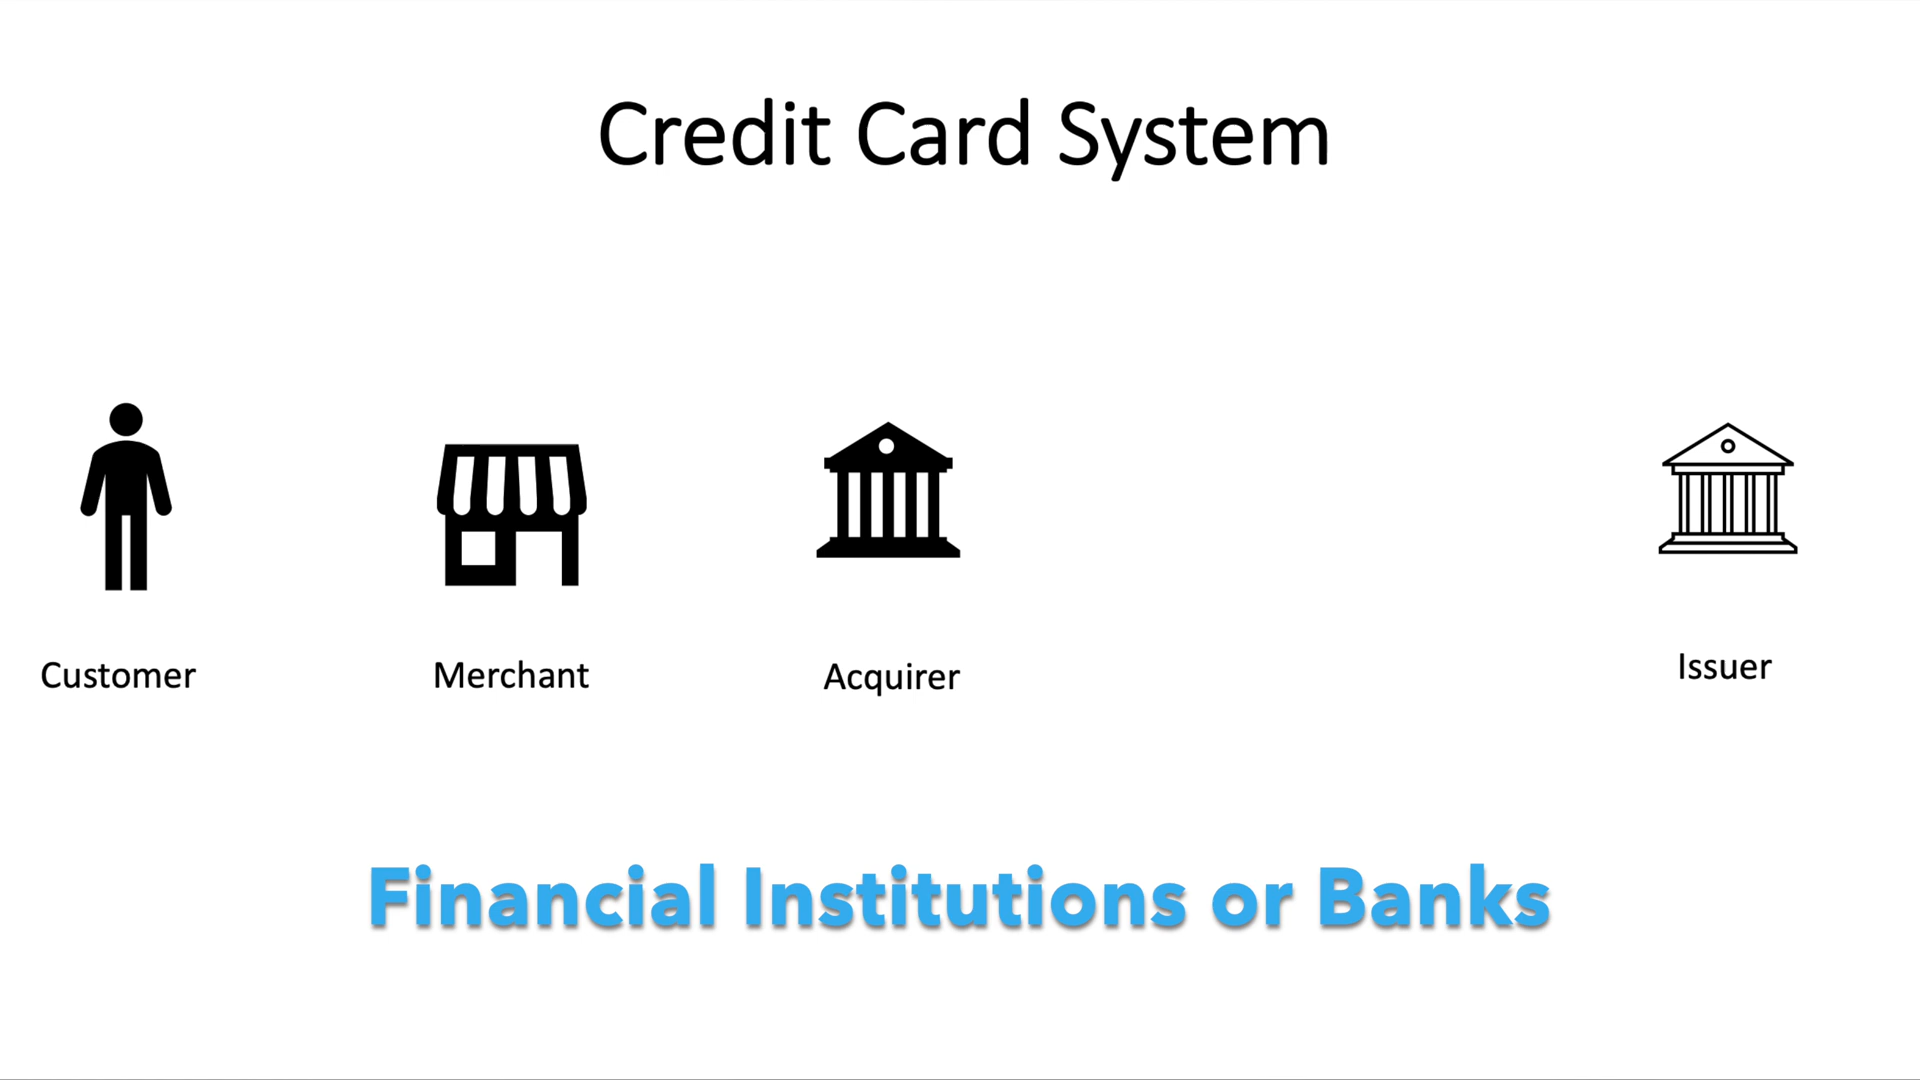 Credit Card System
Customer
Merchant
Acquirer
Issuer
Financial Institutions or Banks